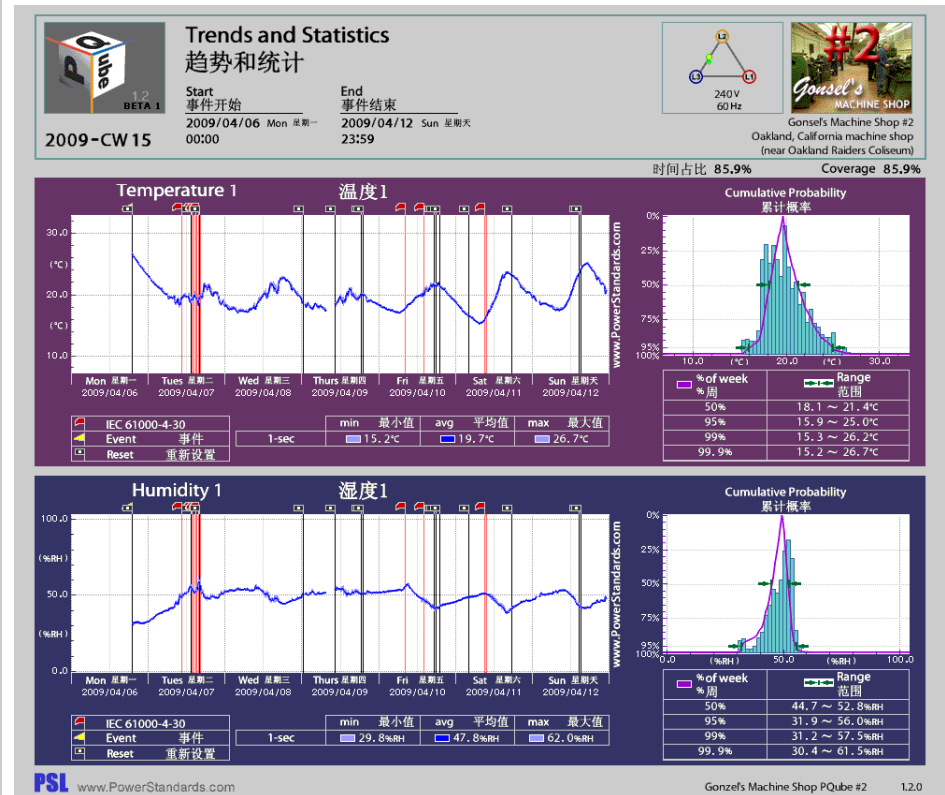 Qube
P
1.2
BETA 1
2009-CW 15
Trends and Statistics
趋势和统计
Start
事件开始
2009/04/06 Mon 星期一
00:00
End
事件结束
2009/04/12 Sun 星期天
23:59
L2
L3
L1
240 V
60 Hz
#2
Gonsel's
MACHINE SHOP
Gonsel's Machine Shop #2
Oakland, California machine shop
(near Oakland Raiders Coliseum)
时间占比 85.9% Coverage 85.9%
Temperature 1 温度1
30.0
(°C)
20.0
(°C)
10.0
Mon 星期一 Tues 星期二 Wed 星期三 Thurs 星期四 Fri 星期五 Sat 星期六 Sun 星期天
2009/04/06 2009/04/07 2009/04/08 2009/04/09 2009/04/10 2009/04/11 2009/04/12
www.PowerStandards.com
IEC 61000-4-30
Event 事件
Reset 重新设置
min 最小值 avg 平均值 max 最大值
1-sec 15.2°C 19.7°C 26.7°C
Cumulative Probability
累计概率
0%
25%
50%
75%
95%
100%
10.0 (°C) 20.0 (°C) 30.0
% of week Range
% 周 范围
50% 18.1 ~ 21.4°C
95% 15.9 ~ 25.0°C
99% 15.3 ~ 26.2°C
99.9% 15.2 ~ 26.7°C
Humidity 1 湿度1
100.0
(%RH)
50.0
(%RH)
0.0
Mon 星期一 Tues 星期二 Wed 星期三 Thurs 星期四 Fri 星期五 Sat 星期六 Sun 星期天
2009/04/06 2009/04/07 2009/04/08 2009/04/09 2009/04/10 2009/04/11 2009/04/12
www.PowerStandards.com
IEC 61000-4-30
Event 事件
Reset 重新设置
min 最小值 avg 平均值 max 最大值
1-sec 29.8%RH 47.8%RH 62.0%RH
Cumulative Probability
累计概率
0%
25%
50%
75%
95%
100%
0.0 (%RH) 50.0 (%RH) 100.0
% of week Range
% 周 范围
50% 44.7 ~ 52.8%RH
95% 31.9 ~ 56.0%RH
99% 31.2 ~ 57.5%RH
99.9% 30.4 ~ 61.5%RH
PSL www.PowerStandards.com
Gonzel's Machine Shop PQube #2 1.2.0